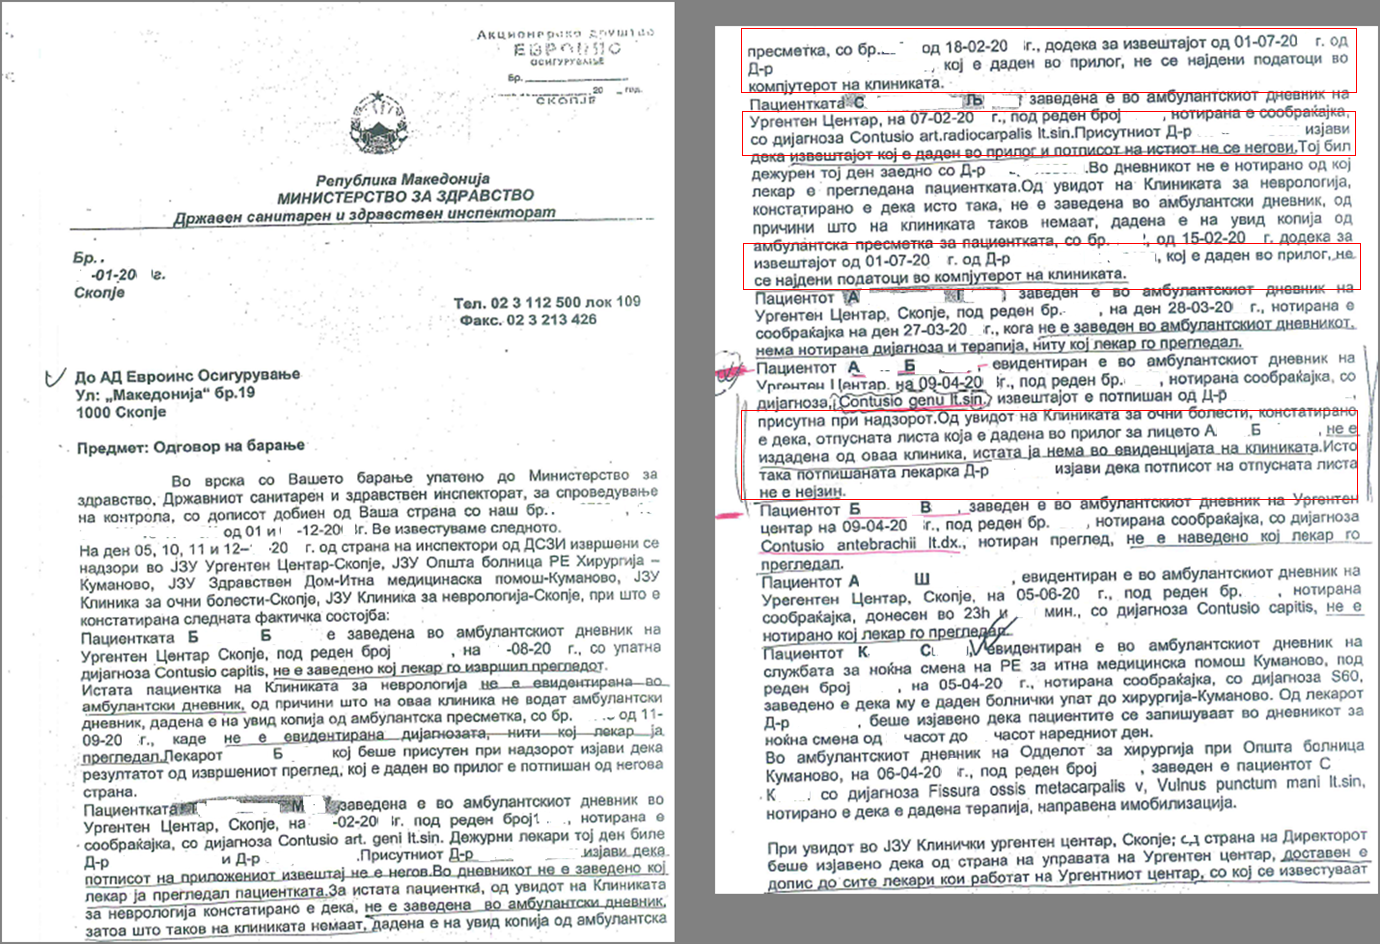 Акционерско друштво
ЕВРОИНС
ОСИГУРУВАЊЕ
Бр.
20 год.
СКОПЈЕ
Република Македонија
МИНИСТЕРСТВО ЗА ЗДРАВСТВО
Државен санитарен и здравствен инспекторат
Бр. .
-01-20 г.
Скопје
Тел. 02 3 112 500 лок 109
Факс. 02 3 213 426
До АД Евроинс Осигурување
Ул: „Македонија“ бр.19
1000 Скопје
Предмет: Одговор на барање
Во врска со Вашето барање упатено до Министерство за
здравство, Државниот санитарен и здравствен инспекторат, за спроведување
на контрола, со дописот добиен од Ваша страна со наш бр. .
од 01 и -12-20 г. Ве известуваме следното.
На ден 05, 10, 11 и 12- -20 г. од страна на инспектори од ДСЗИ извршени се
надзори во ЈЗУ Ургентен Центар-Скопје, ЈЗУ Општа болница РЕ Хирургија –
Куманово, ЈЗУ Здравствен Дом-Итна медицинаска помош-Куманово, ЈЗУ
Клиника за очни болести-Скопје, ЈЗУ Клиника за неврологија-Скопје, при што е
констатирана следната фактичка состојба:
Пациентката Б Б е заведена во амбулантскиот дневник на
Ургентен Центар Скопје, под реден број , на -08-20 г., со упатна
дијагноза Contusio capitis, не е заведено кој лекар го извршил прегледот.
Истата пациентка на Клиниката за неврологија не е евидентирана во
амбулантски дневник, од причини што на оваа клиника не водат амбулантски
дневник, дадена е на увид копија од амбулантска пресметка, со бр. од 11-
09-20 г., каде не е евидентирана дијагнозата, нити кој лекар ја
прегледал.Лекарот Б кој беше присутен при надзорот изјави дека
резултатот од извршениот преглед, кој е даден во прилог е потпишан од негова
страна.
Пациентката М заведена е во амбулантскиот дневник во
Ургентен Центар, Скопје, на -02-20 г. под реден број , нотирана е
сообраќајка, со дијагноза Contusio art. geni lt.sin. Дежурни лекари тој ден биле
Д-р и Д-р .Присутниот Д-р изјави дека
потписот на приложениот извештај не е негов.Во дневникот не е заведено кој
лекар ја прегледал пациентката.За истата пациентка, од увидот на Клиниката
за неврологија констатирано е дека, не е заведена во амбулантски дневник,
затоа што таков на клиниката немаат, дадена е на увид копија од амбулантска
пресметка, со бр. од 18-02-20 г., додека за извештајот од 01-07-20 г. од
Д-р , кој е даден во прилог, не се најдени податоци во
компјутерот на клиниката.
Пациентката С Љ заведена е во амбулантскиот дневник на
Ургентен Центар, на 07-02-20 г., под реден број , нотирана е сообраќајка,
со дијагноза Contusio art.radiocarpalis lt.sin.Присутниот Д-р изјави
дека извештајот кој е даден во прилог и потписот на истиот не се негови.Тој бил
дежурен тој ден заедно со Д-р .Во дневникот не е нотирано од кој
лекар е прегледана пациентката.Од увидот на Клиниката за неврологија,
констатирано е дека исто така, не е заведена во амбулантски дневник, од
причини што на клиниката таков немаат, дадена е на увид копија од
амбулантска пресметка за пациентката, со бр. , од 15-02-20 г. додека за
извештајот од 01-07-20 г. од Д-р , кој е даден во прилог, не
се најдени податоци во компјутерот на клиниката.
Пациентот А Г заведен е во амбулантскиот дневник на
Ургентен Центар, Скопје, под реден бр. , на ден 28-03-20 г., нотирана е
сообраќајка на ден 27-03-20 г., кога не е заведен во амбулантскиот дневникот,
нема нотирана дијагноза и терапија, ниту кој лекар го прегледал.
Пациентот А Б евидентиран е во амбулантскиот дневник на
Ургентен Центар, на 09-04-20 г., под реден бр. , нотирана сообраќајка, со
дијагноза, Contusio genu lt.sin., извештајот е потпишан од Д-р ,
присутна при надзорот.Од увидот на Клиниката за очни болести, констатирано
е дека, отпусната листа која е дадена во прилог за лицето А. Б , не е
издадена од оваа клиника, истата ја нема во евиденцијата на клиниката.Исто
така потпишаната лекарка Д-р изјави дека потписот на отпусната листа
не е нејзин.
Пациентот Б В , заведен е во амбулантскиот дневник на Ургентен
центар на 09-04-20 г., под реден бр. , нотирана сообраќајка, со дијагноза
Contusio antebrachii lt.dx., нотиран преглед, не е наведено кој лекар го
прегледал.
Пациентот А Ш , евидентиран е во амбулантскиот дневник на
Урегентен Центар, Скопје, на 05-06-20 г., под реден бр. , нотирана
сообраќајка, донесен во 23h и мин., со дијагноза Contusio capitis, не е
нотирано кој лекар го прегледал.
Пациентот К. С , евидентиран е во амбулантскиот дневник на
службата за ноќна смена на РЕ за итна медицинска помош Куманово, под
реден број , на 05-04-20 г., нотирана сообраќајка, со дијагноза S60,
заведено е дека му е даден болнички упат до хирургија-Куманово. Од лекарот
Д-р , беше изјавено дека пациентите се запишуваат во дневникот за
ноќна смена од часот до часот наредниот ден.
Во амбулантскиот дневник на Одделот за хирургија при Општа болница
Куманово, на 06-04-20 г., под реден број , заведен е пациентот С
К со дијагноза Fissura ossis metacarpalis v, Vulnus punctum mani lt.sin,
нотирано е дека е дадена терапија, направена имобилизација.
При увидот во ЈЗУ Клинички ургентен центар, Скопје; од страна на Директорот
беше изјавено дека од страна на управата на Ургентен центар, доставен е
допис до сите лекари кои работат на Ургентниот центар, со кој се известуваат